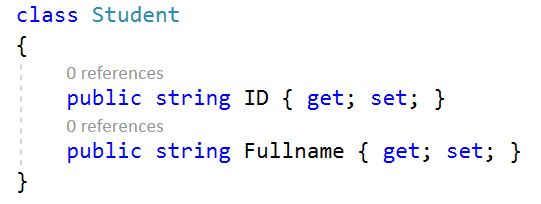 class Student
{
0 references
public string ID { get; set; }
0 references
public string Fullname { get; set; }
}